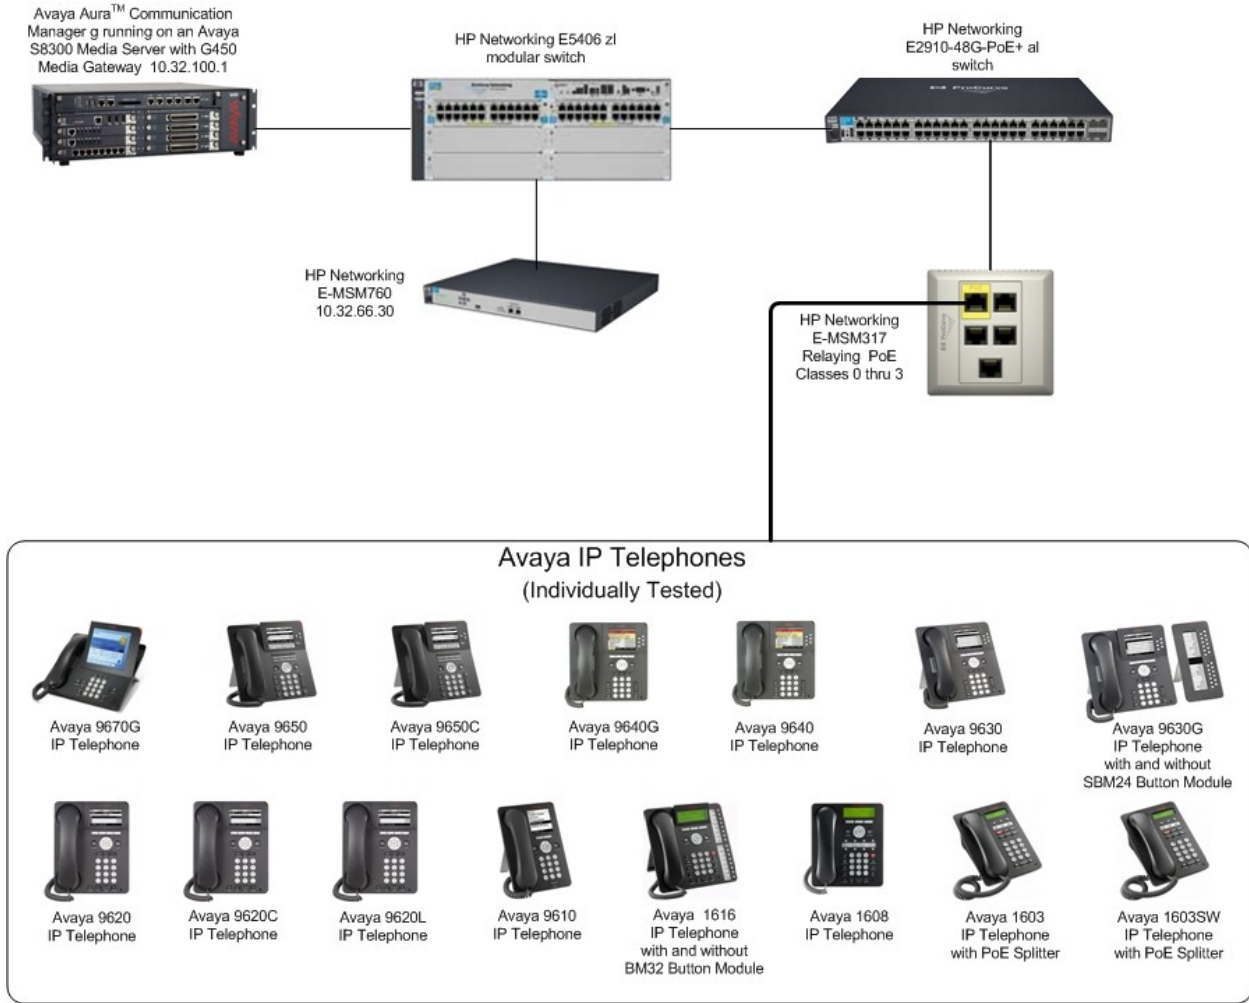 Avaya Aura™ Communication
Manager g running on an Avaya
S8300 Media Server with G450
Media Gateway 10.32.100.1
HP Networking E5406 zl
modular switch
HP Networking
E2910-48G-PoE+ al
switch
AVAYA
ProCurve
HP Networking
E-MSM760
10.32.66.30
HP Networking
E-MSM317
Relaying PoE
Classes 0 thru 3
PoE
ProCurve
Avaya IP Telephones
(Individually Tested)
Avaya 9670G
IP Telephone
Avaya 9650
IP Telephone
Avaya 9650C
IP Telephone
Avaya 9640G
IP Telephone
Avaya 9640
IP Telephone
Avaya 9630
IP Telephone
Avaya 9630G
IP Telephone
with and without
SBM24 Button Module
Avaya 9620
IP Telephone
Avaya 9620C
IP Telephone
Avaya 9620L
IP Telephone
Avaya 9610
IP Telephone
Avaya 1616
IP Telephone
with and without
BM32 Button Module
Avaya 1608
IP Telephone
Avaya 1603
IP Telephone
with PoE Splitter
Avaya 1603SW
IP Telephone
with PoE Splitter